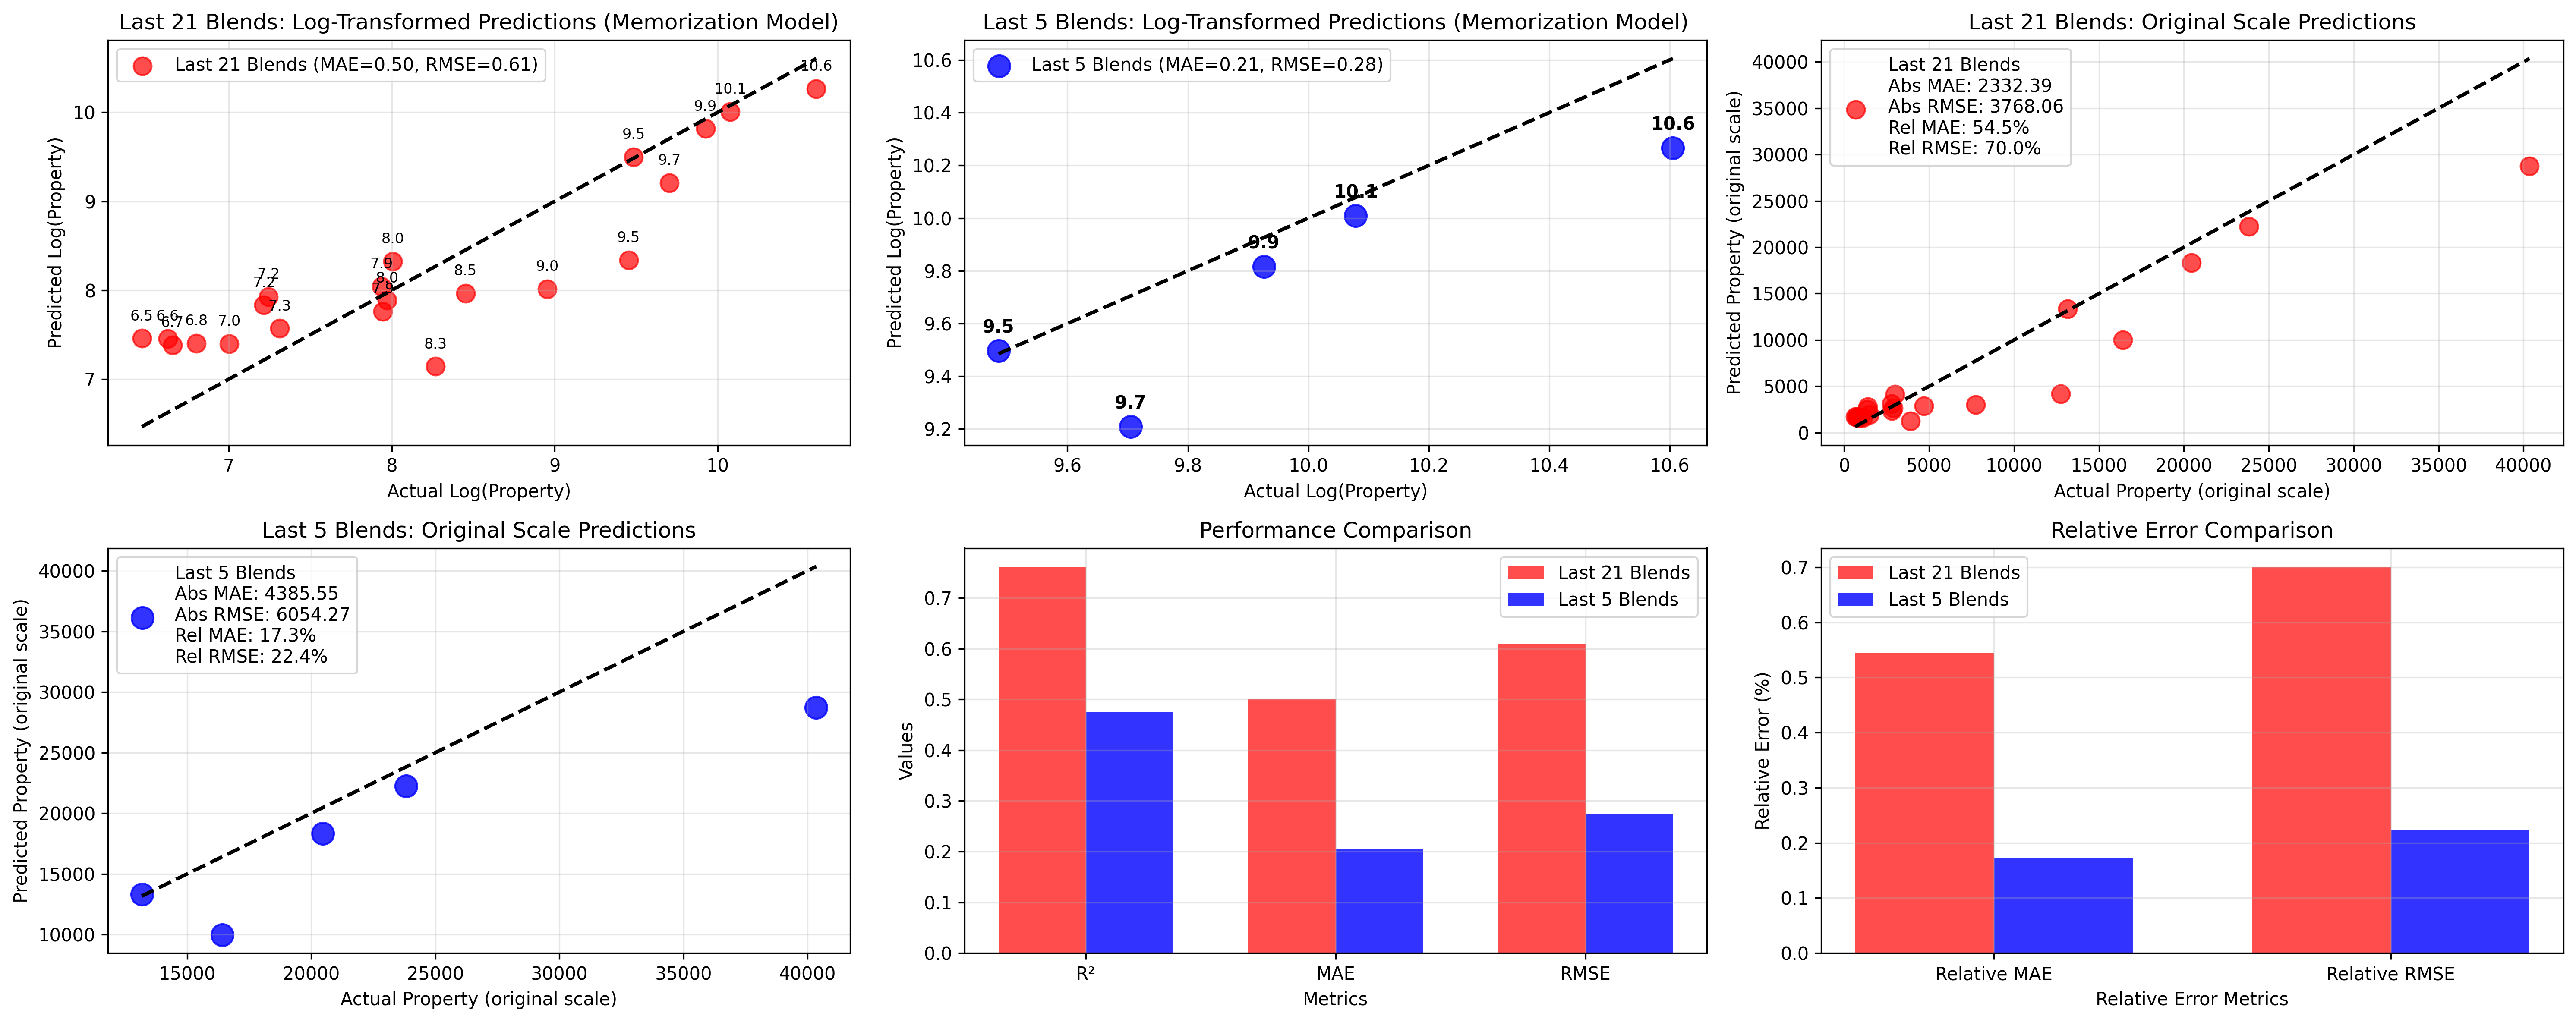 Last 21 Blends: Log-Transformed Predictions (Memorization Model)
Last 21 Blends (MAE=0.50, RMSE=0.61)
10.6
10.1
9.9
9.5
9.7
9.5
9.0
8.5
8.0
7.9
8.0
7.9
8.3
7.2
7.2
7.3
6.5
6.6
6.7
6.8
7.0
10
9
8
7
Predicted Log(Property)
7
8
9
10
Actual Log(Property)
Last 5 Blends: Log-Transformed Predictions (Memorization Model)
Last 5 Blends (MAE=0.21, RMSE=0.28)
10.6
10.1
9.9
9.5
9.7
10.6
10.4
10.2
10.0
9.8
9.6
9.4
9.2
Predicted Log(Property)
9.6
9.8
10.0
10.2
10.4
10.6
Actual Log(Property)
Last 21 Blends: Original Scale Predictions
Last 21 Blends
Abs MAE: 2332.39
Abs RMSE: 3768.06
Rel MAE: 54.5%
Rel RMSE: 70.0%
40000
35000
30000
25000
20000
15000
10000
5000
0
Predicted Property (original scale)
0
5000
10000
15000
20000
25000
30000
35000
40000
Actual Property (original scale)
Last 5 Blends: Original Scale Predictions
Last 5 Blends
Abs MAE: 4385.55
Abs RMSE: 6054.27
Rel MAE: 17.3%
Rel RMSE: 22.4%
40000
35000
30000
25000
20000
15000
10000
Predicted Property (original scale)
15000
20000
25000
30000
35000
40000
Actual Property (original scale)
Performance Comparison
Last 21 Blends
Last 5 Blends
0.7
0.6
0.5
0.4
0.3
0.2
0.1
0.0
Values
R²
MAE
RMSE
Metrics
Relative Error Comparison
Last 21 Blends
Last 5 Blends
0.7
0.6
0.5
0.4
0.3
0.2
0.1
0.0
Relative Error (%)
Relative MAE
Relative RMSE
Relative Error Metrics